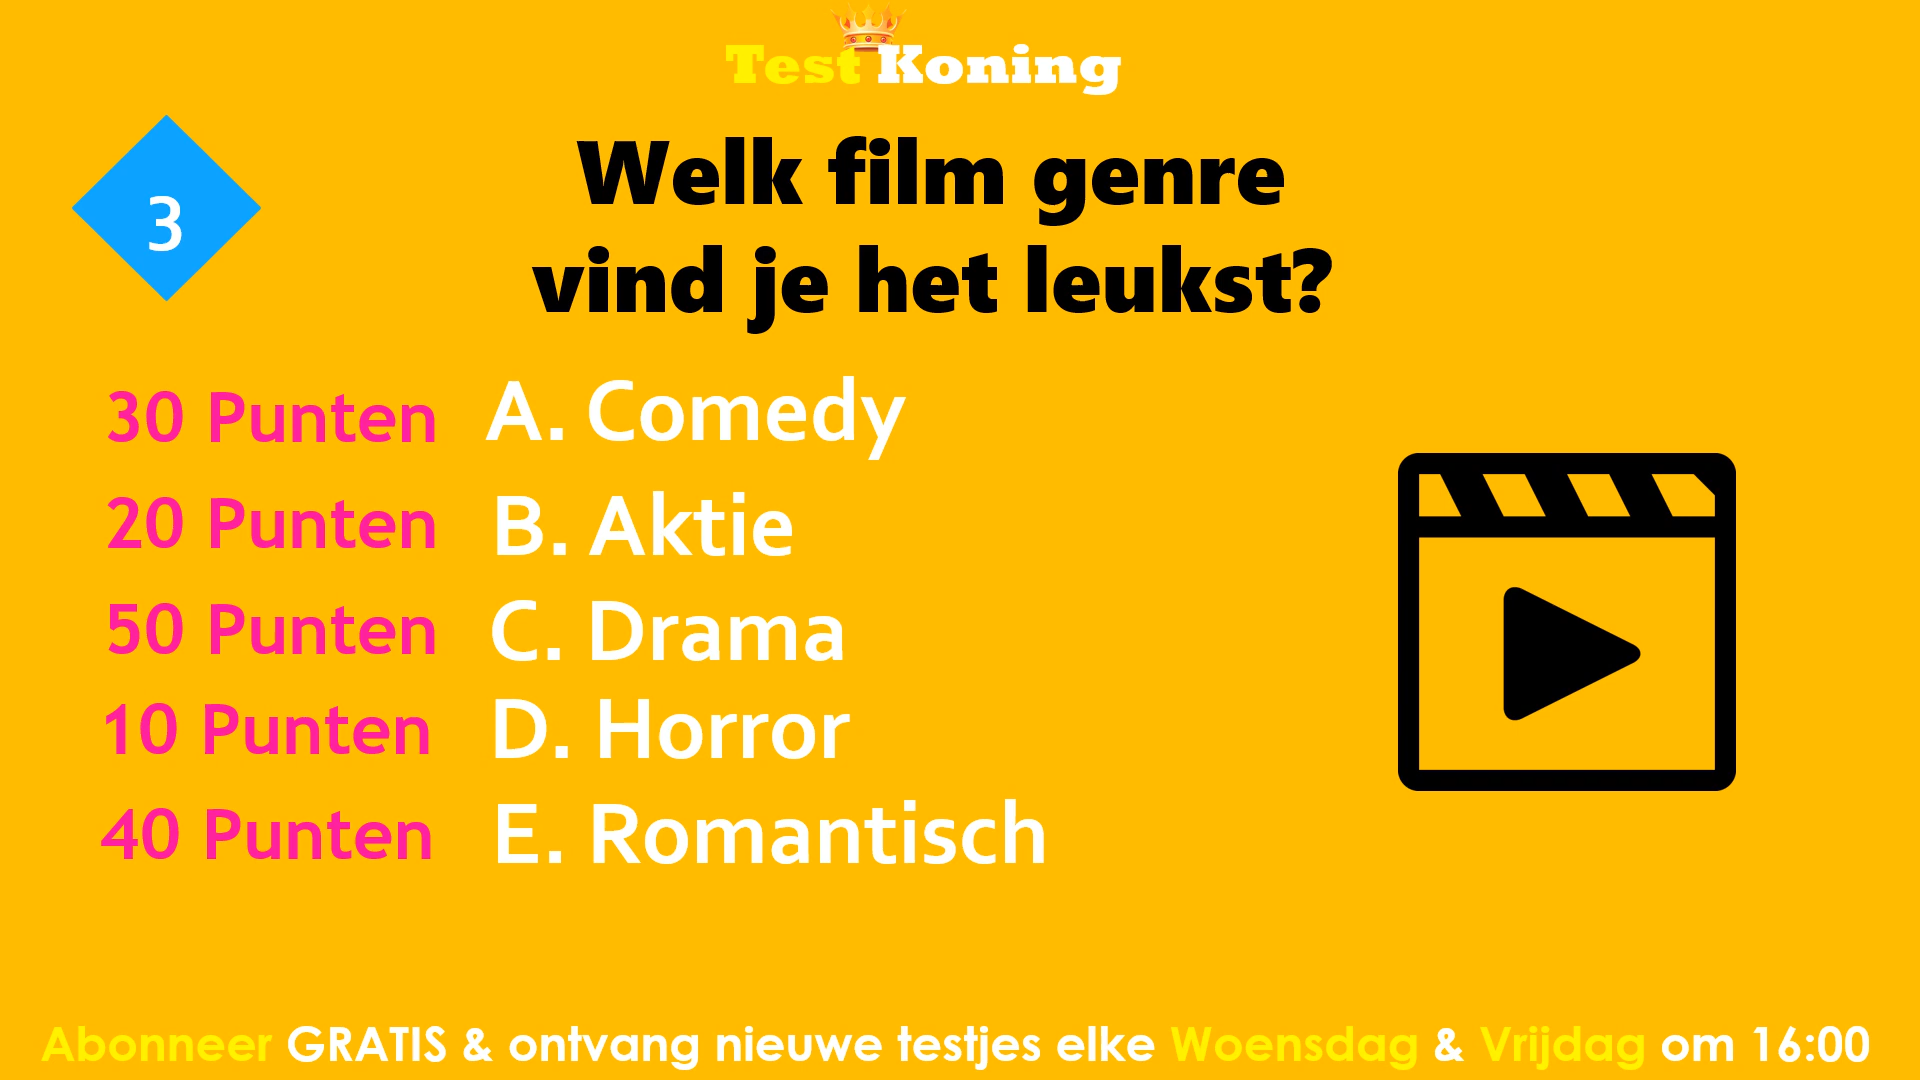 Test Koning
3
Welk film genre
vind je het leukst?
30 Punten A. Comedy
20 Punten B. Aktie
50 Punten C. Drama
10 Punten D. Horror
40 Punten E. Romantisch
Abonneer GRATIS & ontvang nieuwe testjes elke Woensdag & Vrijdag om 16:00